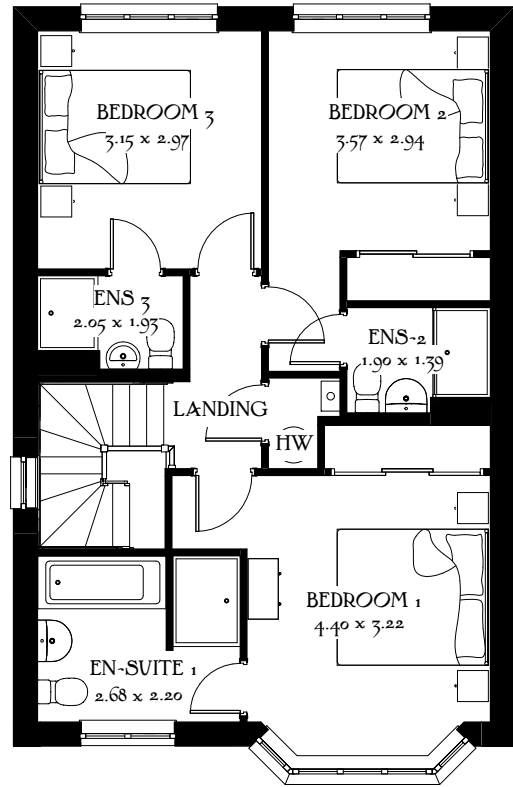 BEDROOM 3
3.15 x 2.97
BEDROOM 2
3.57 x 2.94
ENS 3
2.05 x 1.93
ENS-2
1.90 x 1.39
LANDING
HW
BEDROOM 1
4.40 x 3.22
EN-SUITE 1
2.68 x 2.20